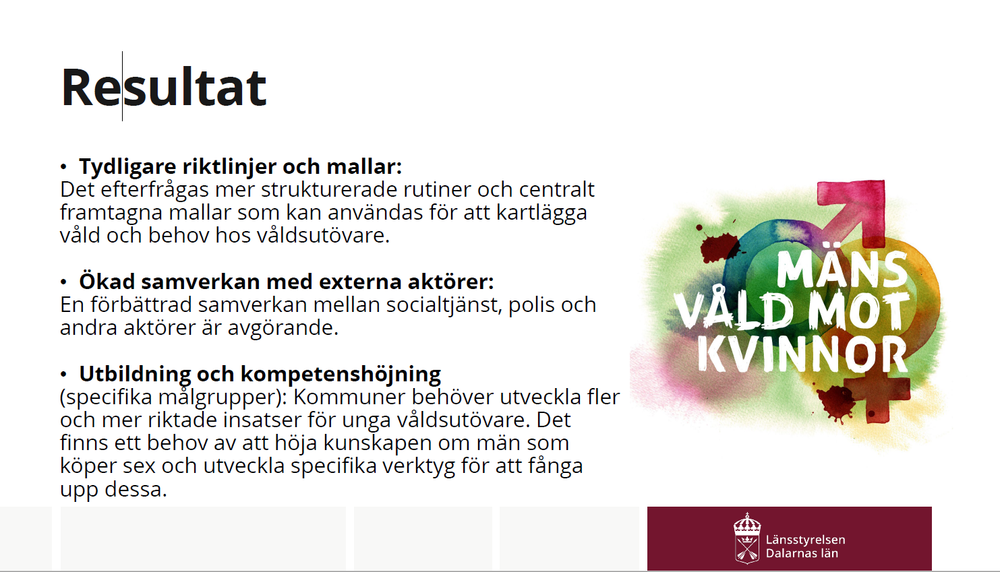 Resultat
• Tydligare riktlinjer och mallar:
Det efterfrågas mer strukturerade rutiner och centralt
framtagna mallar som kan användas för att kartlägga
våld och behov hos våldsutövare.
• Ökad samverkan med externa aktörer:
En förbättrad samverkan mellan socialtjänst, polis och
andra aktörer är avgörande.
• Utbildning och kompetenshöjning
(specifika målgrupper): Kommuner behöver utveckla fler
och mer riktade insatser för unga våldsutövare. Det
finns ett behov av att höja kunskapen om män som
köper sex och utveckla specifika verktyg för att fånga
upp dessa.
MÄNS
VÅLD MOT
KVINNOR
Länsstyrelsen
Dalarnas län